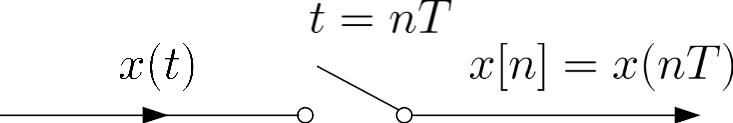 t = nT
x(t)
x[n] = x(nT)